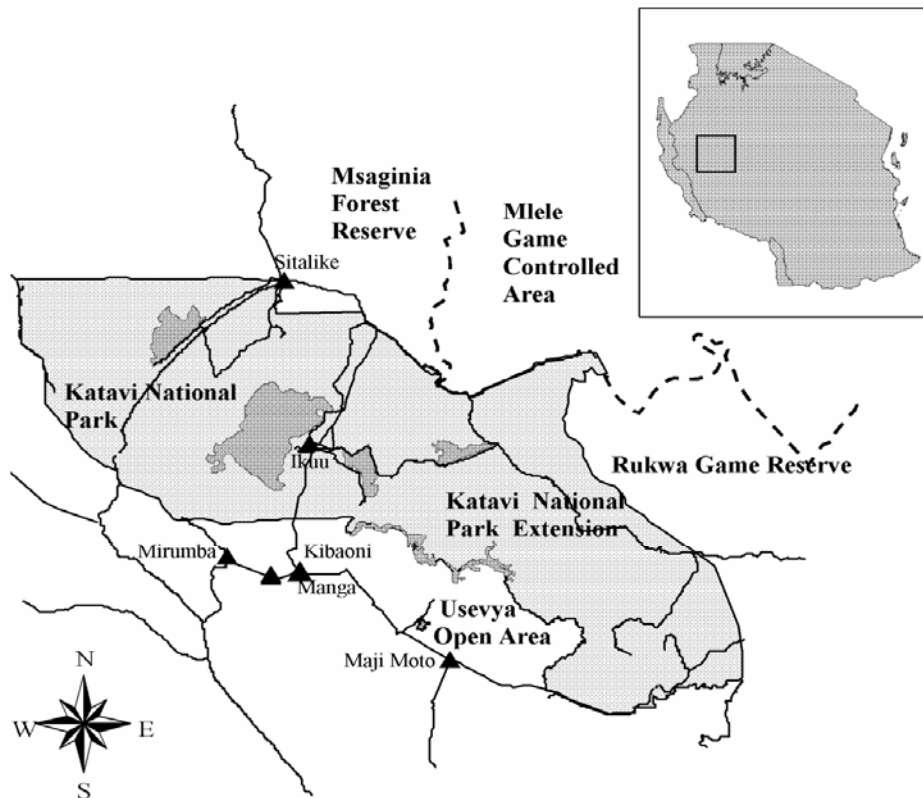 Msaginia
Forest
Reserve
Mlele
Game
Controlled
Area
Sitalike
Katavi National
Park
Ikuu
Rukwa Game Reserve
Katavi National
Park Extension
Mirumba
Kibaoni
Manga
Usevya
Open Area
Maji Moto
N
W
E
S